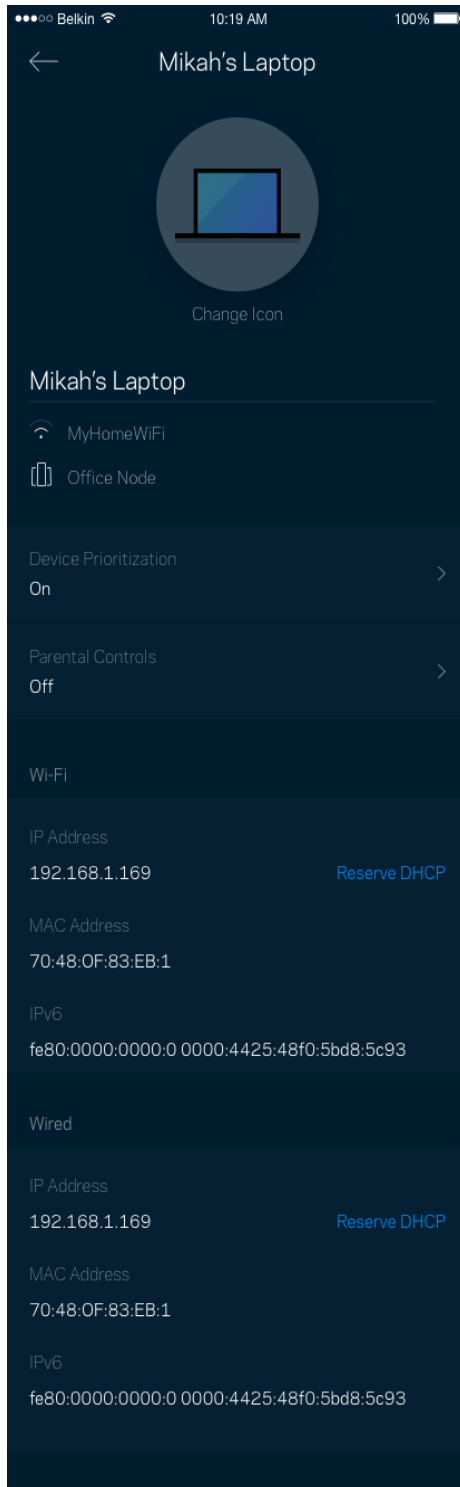 Belkin 10:19 AM 100%
Mikah's Laptop
Change Icon
Mikah's Laptop
MyHomeWiFi
Office Node
Device Prioritization
On
Parental Controls
Off
Wi-Fi
IP Address
192.168.1.169 Reserve DHCP
MAC Address
70:48:0F:83:EB:1
IPv6
fe80:0000:0000:0 0000:4425:48f0:5bd8:5c93
Wired
IP Address
192.168.1.169 Reserve DHCP
MAC Address
70:48:0F:83:EB:1
IPv6
fe80:0000:0000:0 0000:4425:48f0:5bd8:5c93